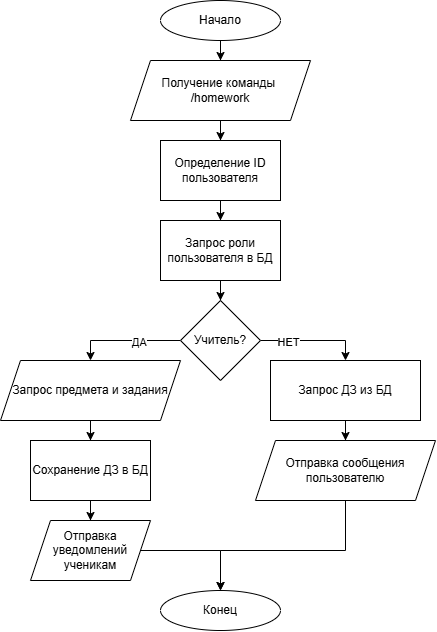 Начало
Получение команды
/homework
Определение ID
пользователя
Запрос роли
пользователя в БД
Учитель?
ДА
НЕТ
Запрос предмета и задания
Запрос ДЗ из БД
Сохранение ДЗ в БД
Отправка сообщения
пользователю
Отправка
уведомлений
ученикам
Конец